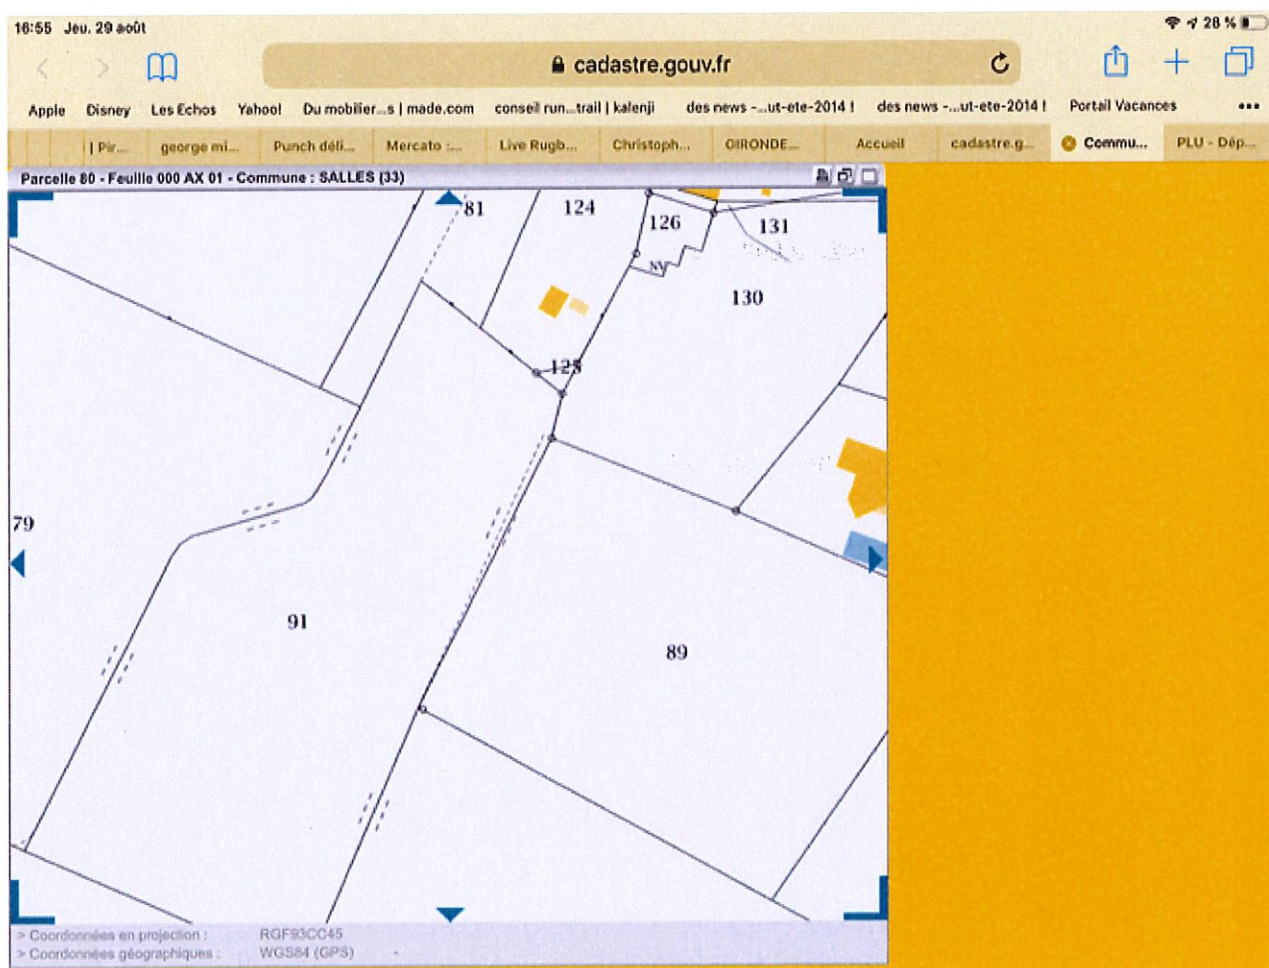 16:55 Jeu. 29 août 28 %
cadastre.gouv.fr
Apple Disney Les Echos Yahoo! Du mobilier...s | made.com conseil run...trail | kalenji des news -...ut-ete-2014 ! des news -...ut-ete-2014 ! Portail Vacances •••
| Pir... george mi... Punch déli... Mercato :... Live Rugb... Christoph... GIRONDE... Accueil cadastre.g... Commu... PLU - Dép...
Parcelle 80 - Feuille 000 AX 01 - Commune : SALLES (33)
81 124 126 131
130
125
79
91
89
> Coordonnées en projection : RGF93CC45
> Coordonnées géographiques : WGS84 (GPS) -